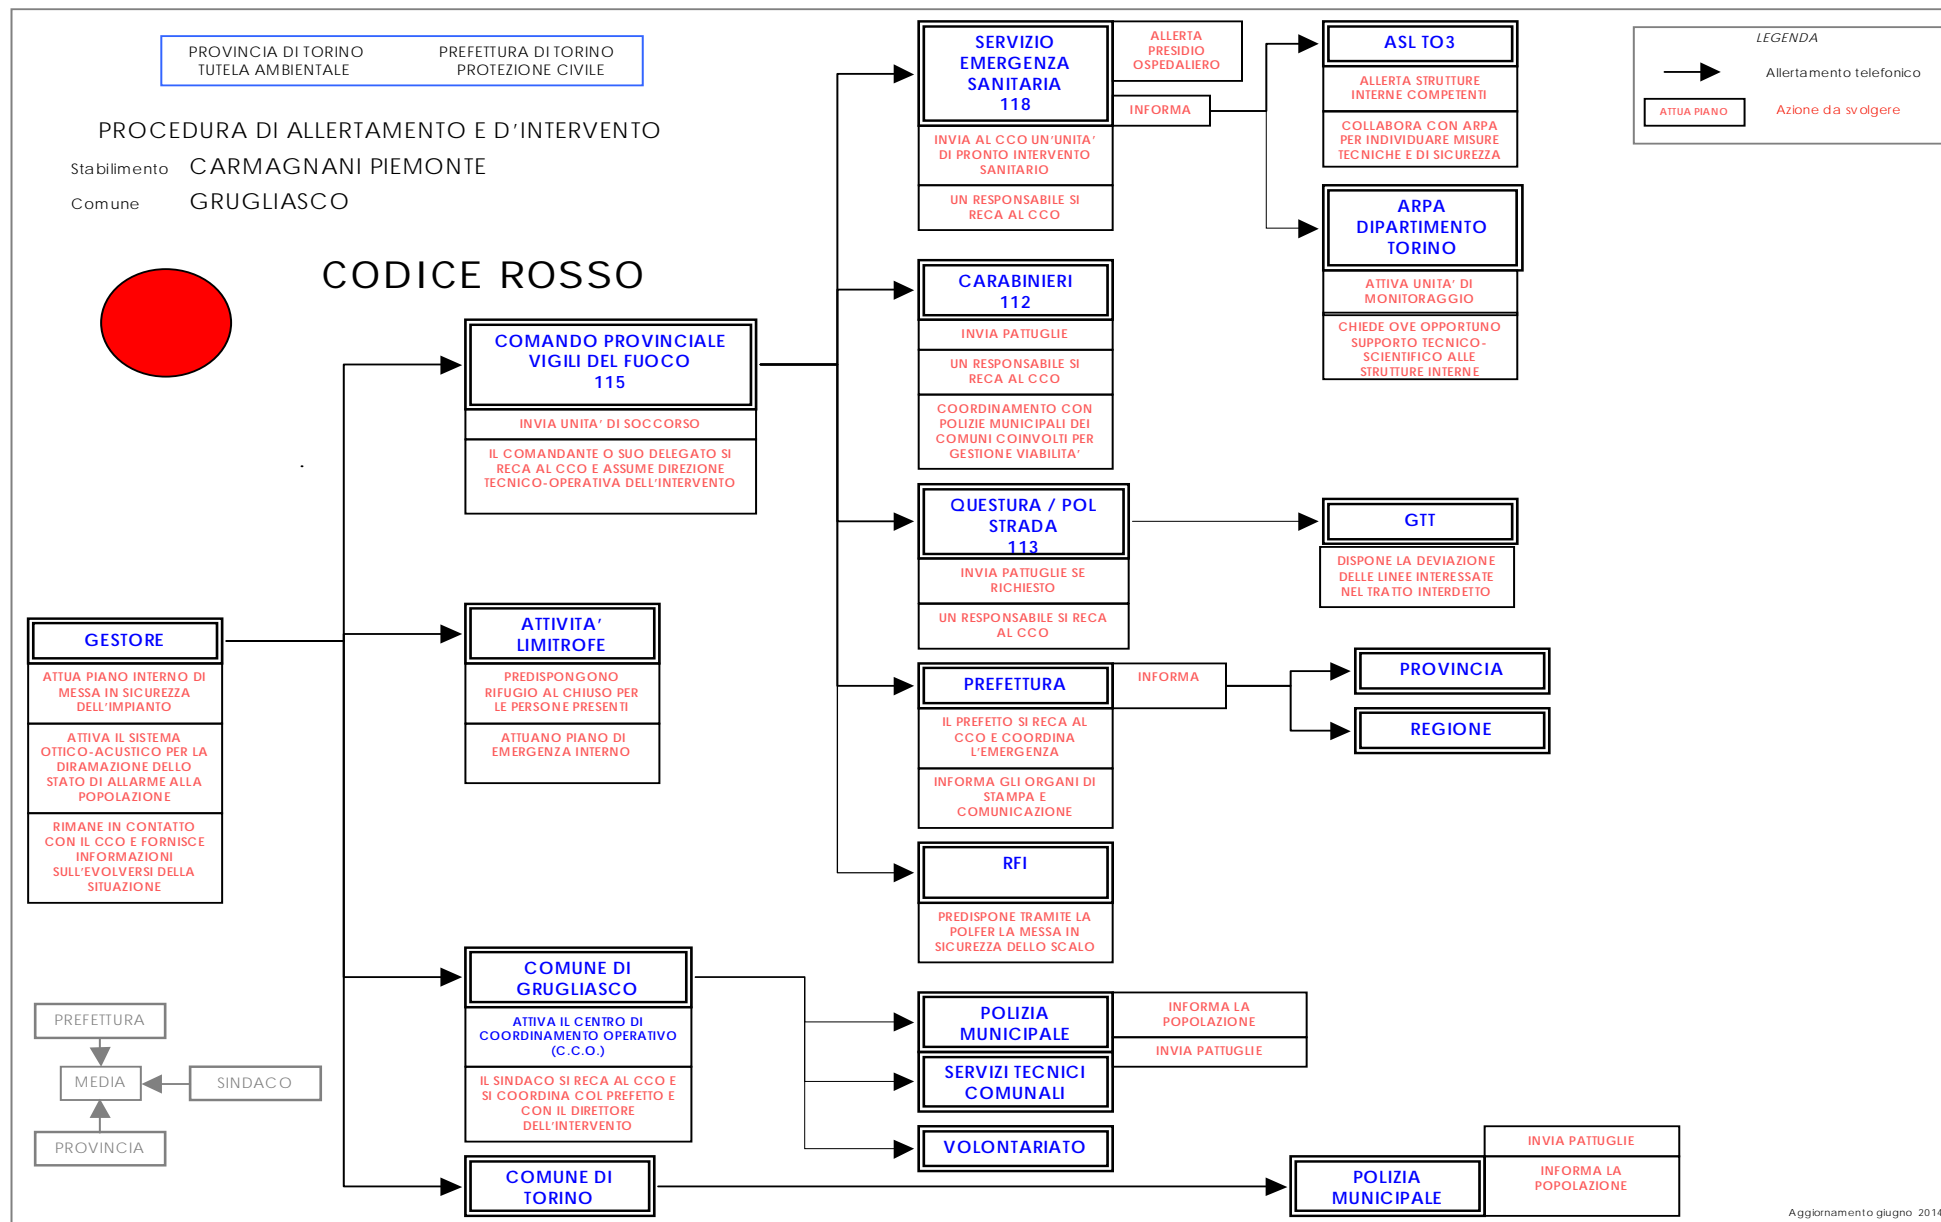 PROVINCIA DI TORINO
TUTELA AMBIENTALE
PREFETTURA DI TORINO
PROTEZIONE CIVILE
PROCEDURA DI ALLERTAMENTO E D'INTERVENTO
Stabilimento CARMAGNANI PIEMONTE
Comune GRUGLIASCO
CODICE ROSSO
LEGENDA
Allertamento telefonico
ATTUA PIANO
Azione da svolgere
GESTORE
ATTUA PIANO INTERNO DI
MESSA IN SICUREZZA
DELL'IMPIANTO
ATTIVA IL SISTEMA
OTTICO-ACUSTICO PER LA
DIRAMAZIONE DELLO
STATO DI ALLARME ALLA
POPOLAZIONE
RIMANE IN CONTATTO
CON IL CCO E FORNISCE
INFORMAZIONI
SULL'EVOLVERSI DELLA
SITUAZIONE
COMANDO PROVINCIALE
VIGILI DEL FUOCO
115
INVIA UNITA' DI SOCCORSO
IL COMANDANTE O SUO DELEGATO SI
RECA AL CCO E ASSUME DIREZIONE
TECNICO-OPERATIVA DELL'INTERVENTO
ATTIVITA'
LIMITROFE
PREDISPONGONO
RIFUGIO AL CHIUSO PER
LE PERSONE PRESENTI
ATTUANO PIANO DI
EMERGENZA INTERNO
COMUNE DI
GRUGLIASCO
ATTIVA IL CENTRO DI
COORDINAMENTO OPERATIVO
(C.C.O.)
IL SINDACO SI RECA AL CCO E
SI COORDINA COL PREFETTO E
CON IL DIRETTORE
DELL'INTERVENTO
COMUNE DI
TORINO
SERVIZIO
EMERGENZA
SANITARIA
118
ALLERTA
PRESIDIO
OSPEDALIERO
INFORMA
INVIA AL CCO UN'UNITA'
DI PRONTO INTERVENTO
SANITARIO
UN RESPONSABILE SI
RECA AL CCO
CARABINIERI
112
INVIA PATTUGLIE
UN RESPONSABILE SI
RECA AL CCO
COORDINAMENTO CON
POLIZIE MUNICIPALI DEI
COMUNI COINVOLTI PER
GESTIONE VIABILITA'
QUESTURA / POL
STRADA
113
INVIA PATTUGLIE SE
RICHIESTO
UN RESPONSABILE SI RECA
AL CCO
PREFETTURA
INFORMA
IL PREFETTO SI RECA AL
CCO E COORDINA
L'EMERGENZA
INFORMA GLI ORGANI DI
STAMPA E
COMUNICAZIONE
RFI
PREDISPONE TRAMITE LA
POLFER LA MESSA IN
SICUREZZA DELLO SCALO
POLIZIA
MUNICIPALE
INFORMA LA
POPOLAZIONE
INVIA PATTUGLIE
SERVIZI TECNICI
COMUNALI
VOLONTARIATO
ASL TO3
ALLERTA STRUTTURE
INTERNE COMPETENTI
COLLABORA CON ARPA
PER INDIVIDUARE MISURE
TECNICHE E DI SICUREZZA
ARPA
DIPARTIMENTO
TORINO
ATTIVA UNITA' DI
MONITORAGGIO
CHIEDE OVE OPPORTUNO
SUPPORTO TECNICO-
SCIENTIFICO ALLE
STRUTTURE INTERNE
GTT
DISPONE LA DEVIAZIONE
DELLE LINEE INTERESSATE
NEL TRATTO INTERDETTO
PROVINCIA
REGIONE
POLIZIA
MUNICIPALE
INVIA PATTUGLIE
INFORMA LA
POPOLAZIONE
PREFETTURA
MEDIA
SINDACO
PROVINCIA
Aggiornamento giugno 2014